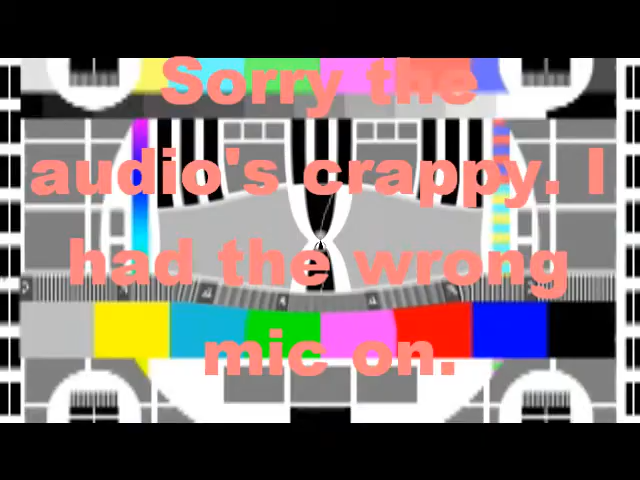 Sorry the
audio's crappy. I
had the wrong
mic on.